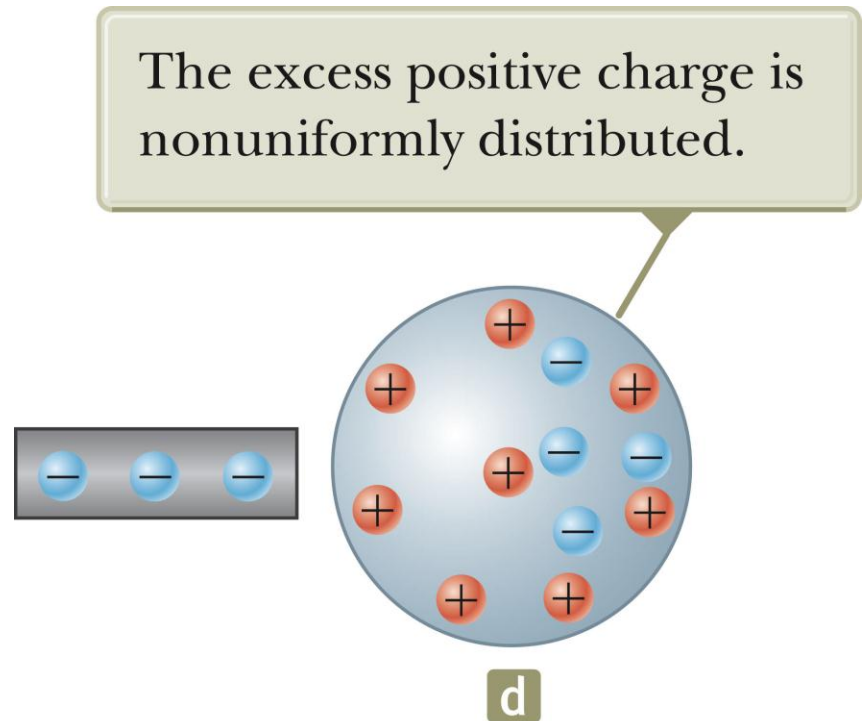 The excess positive charge is
nonuniformly distributed.
+
−
+
+
−
− − −
+
−
+
+
−
+ +
d